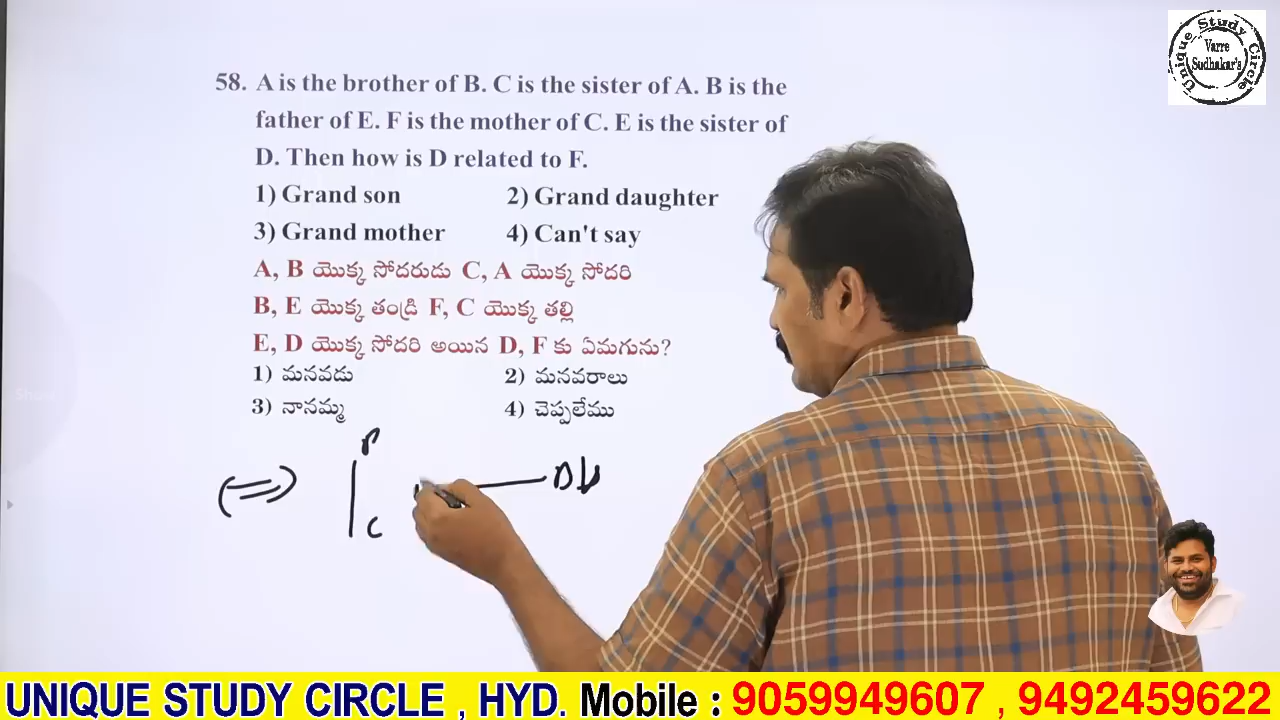 58. A is the brother of B. C is the sister of A. B is the
father of E. F is the mother of C. E is the sister of
D. Then how is D related to F.
1) Grand son 2) Grand daughter
3) Grand mother 4) Can't say
A, B యొక్క సోదరుడు C, A యొక్క సోదరి
B, E యొక్క తండ్రి F, C యొక్క తల్లి
E, D యొక్క సోదరి అయిన D, F కు ఏమగును?
1) మనవడు 2) మనవరాలు
3) నానమ్మ 4) చెప్పలేము
C
Unique Study Circle
Varre
Sudhakar's
UNIQUE STUDY CIRCLE , HYD. Mobile : 9059949607 , 9492459622